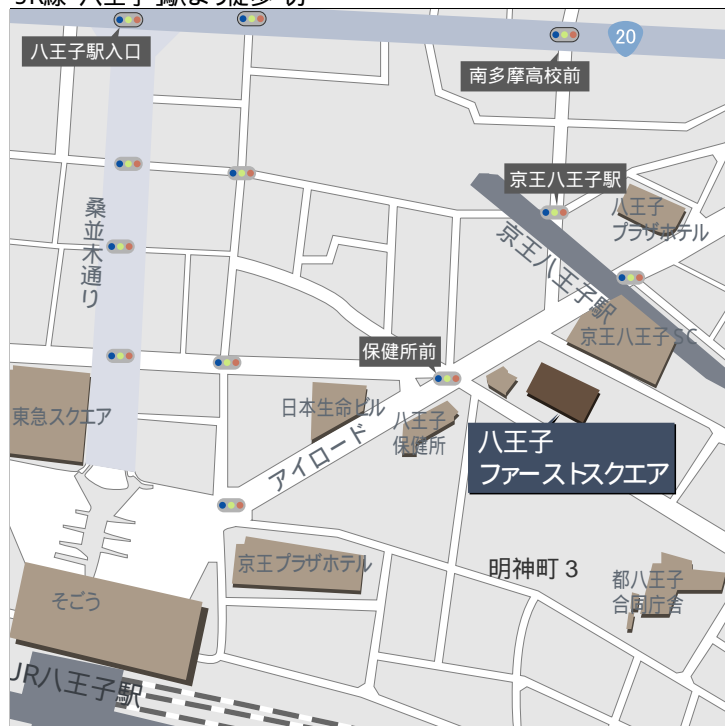 八王子駅入口
20
南多摩高校前
京王八王子駅
八王子
プラザホテル
桑並木通り
京王八王子駅
京王八王子SC
保健所前
東急スクエア
日本生命ビル
八王子
保健所
アイロード
八王子
ファーストスクエア
京王プラザホテル
明神町 3
都八王子
合同庁舎
そごう
JR八王子駅